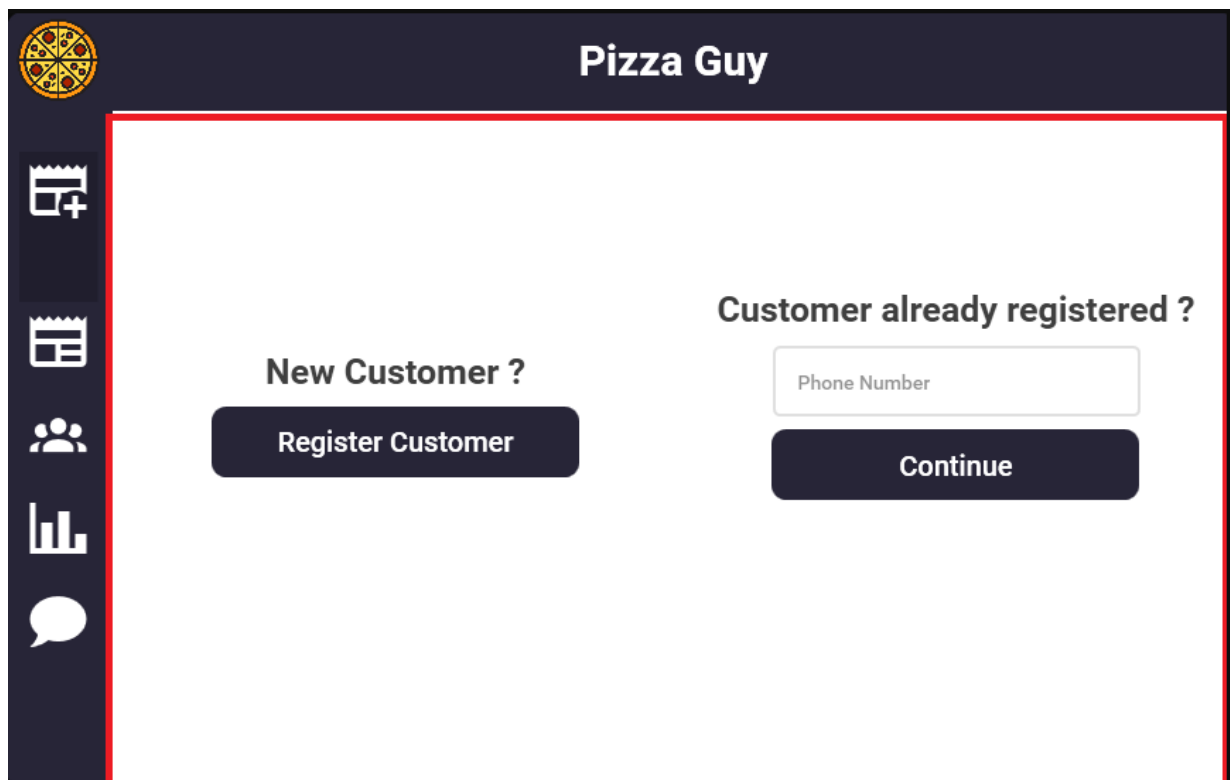 Pizza Guy
New Customer ?
Register Customer
Customer already registered ?
Phone Number
Continue